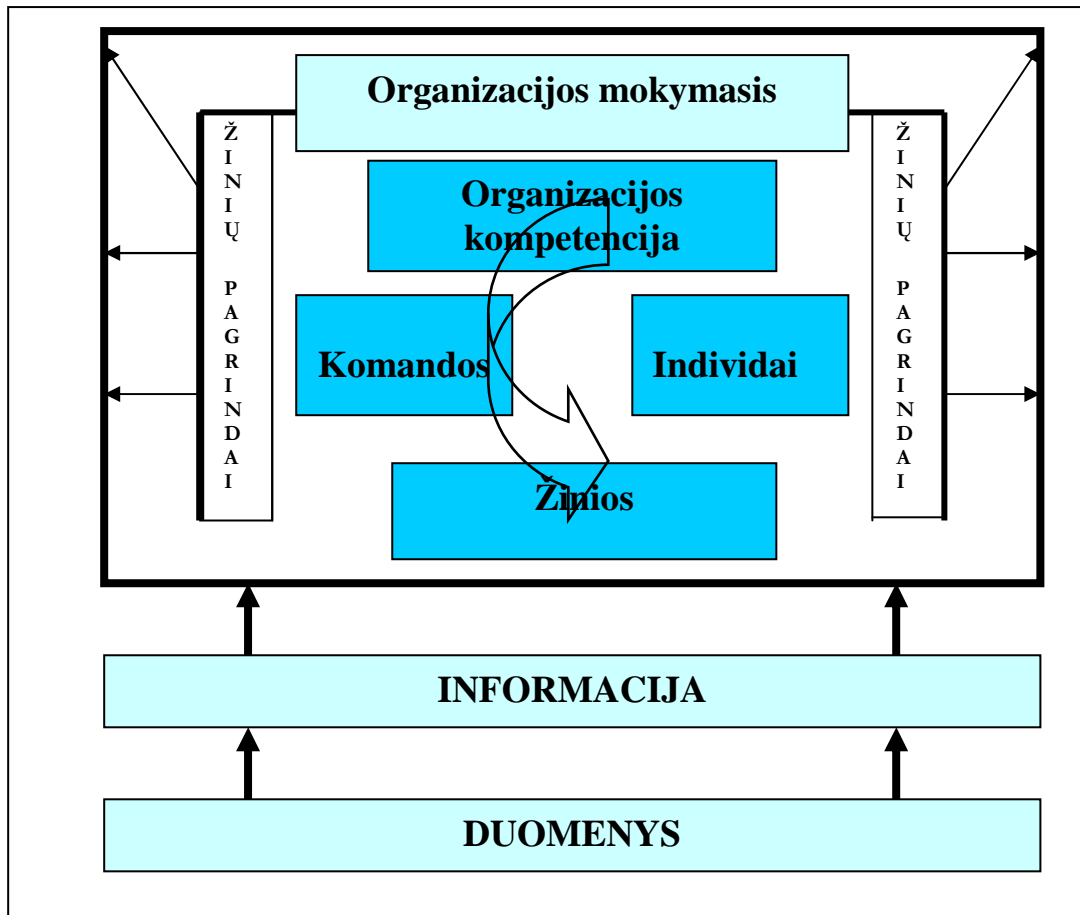 Organizacijos mokymasis
ŽINIŲ PAGRINDAI
Organizacijos
kompetencija
ŽINIŲ PAGRINDAI
Komandos
Individai
Žinios
INFORMACIJA
DUOMENYS